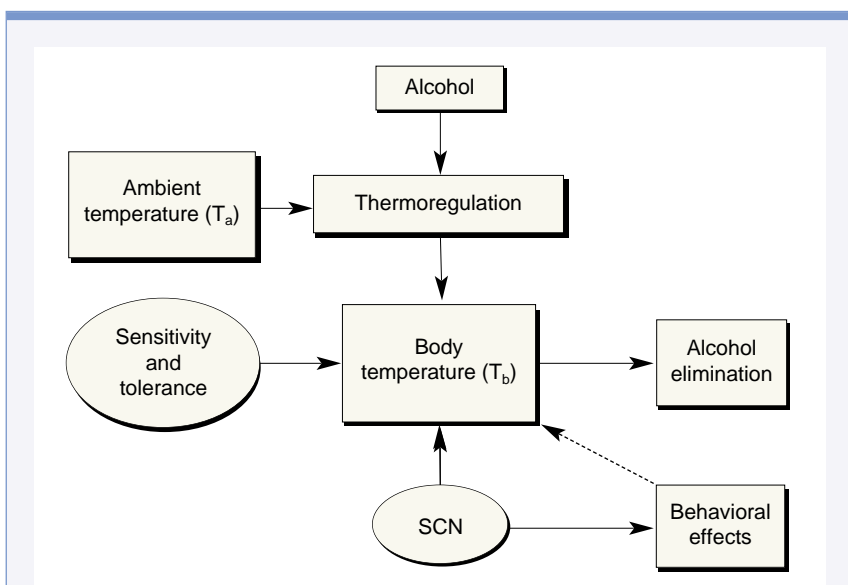 Alcohol
Ambient
temperature (Ta)
Thermoregulation
Sensitivity
and
tolerance
Body
temperature (Tb)
Alcohol
elimination
SCN
Behavioral
effects